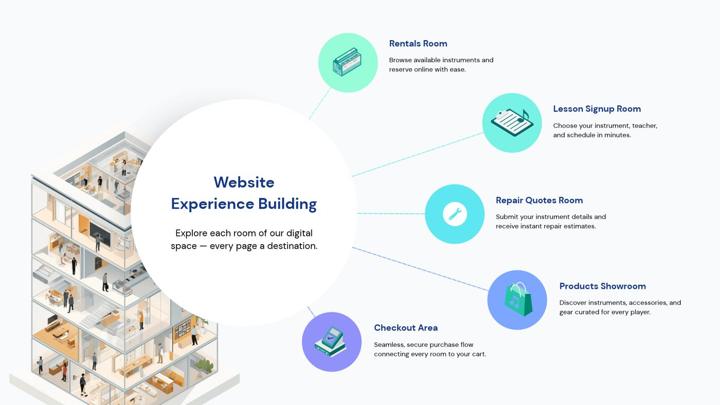 Rentals Room
Browse available instruments and
reserve online with ease.
Lesson Signup Room
Choose your instrument, teacher,
and schedule in minutes.
Website
Experience Building
Explore each room of our digital
space — every page a destination.
Repair Quotes Room
Submit your instrument details and
receive instant repair estimates.
Products Showroom
Discover instruments, accessories, and
gear curated for every player.
Checkout Area
Seamless, secure purchase flow
connecting every room to your cart.